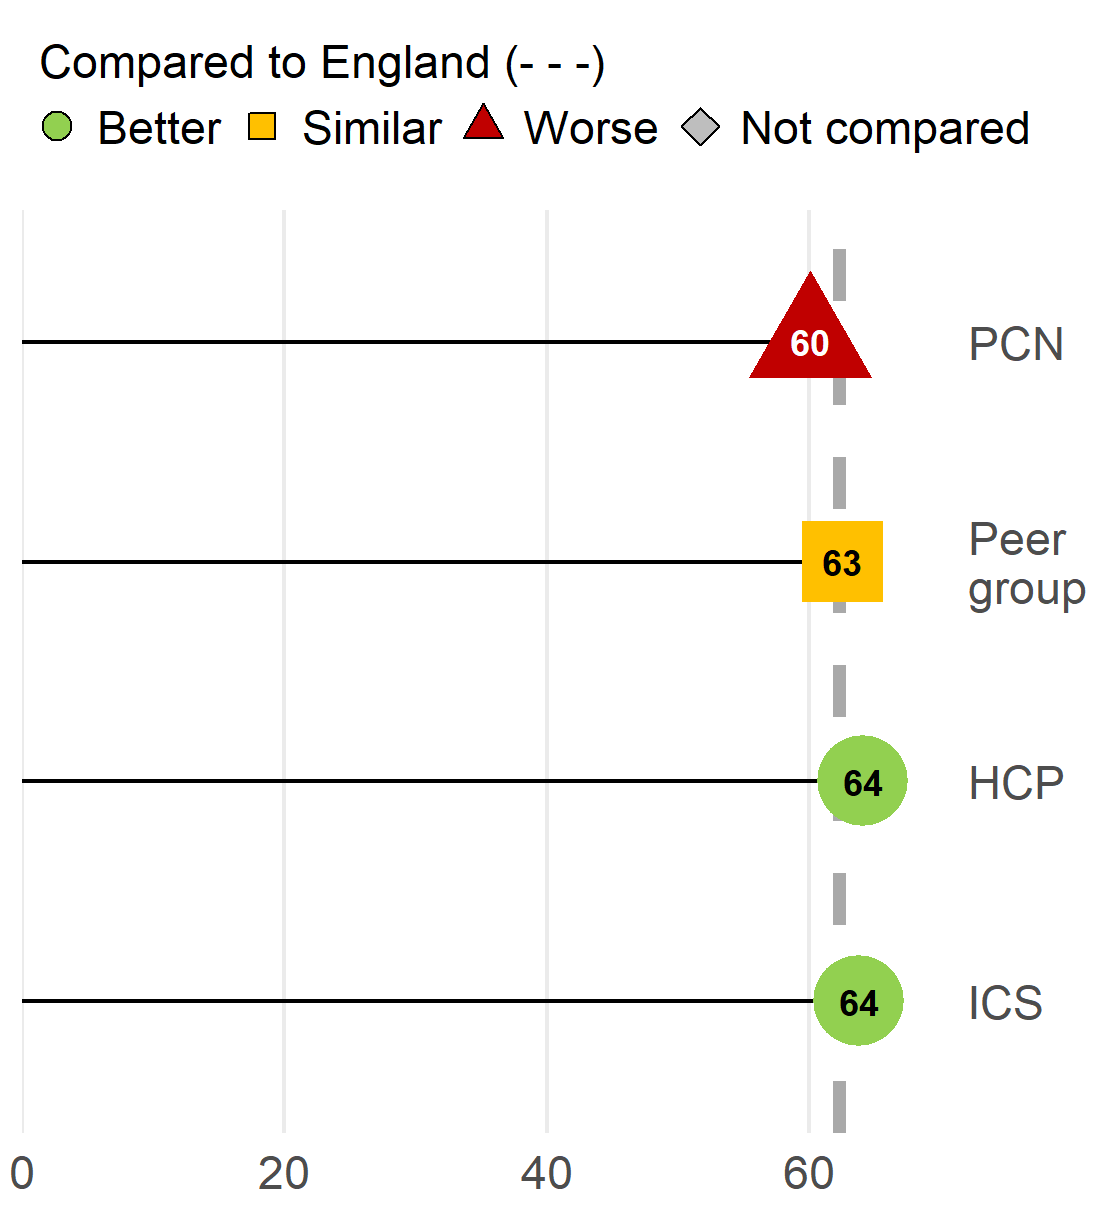 Compared to England (- - -)
Better Similar Worse Not compared
60 PCN
63 Peer
group
64 HCP
64 ICS
0 20 40 60